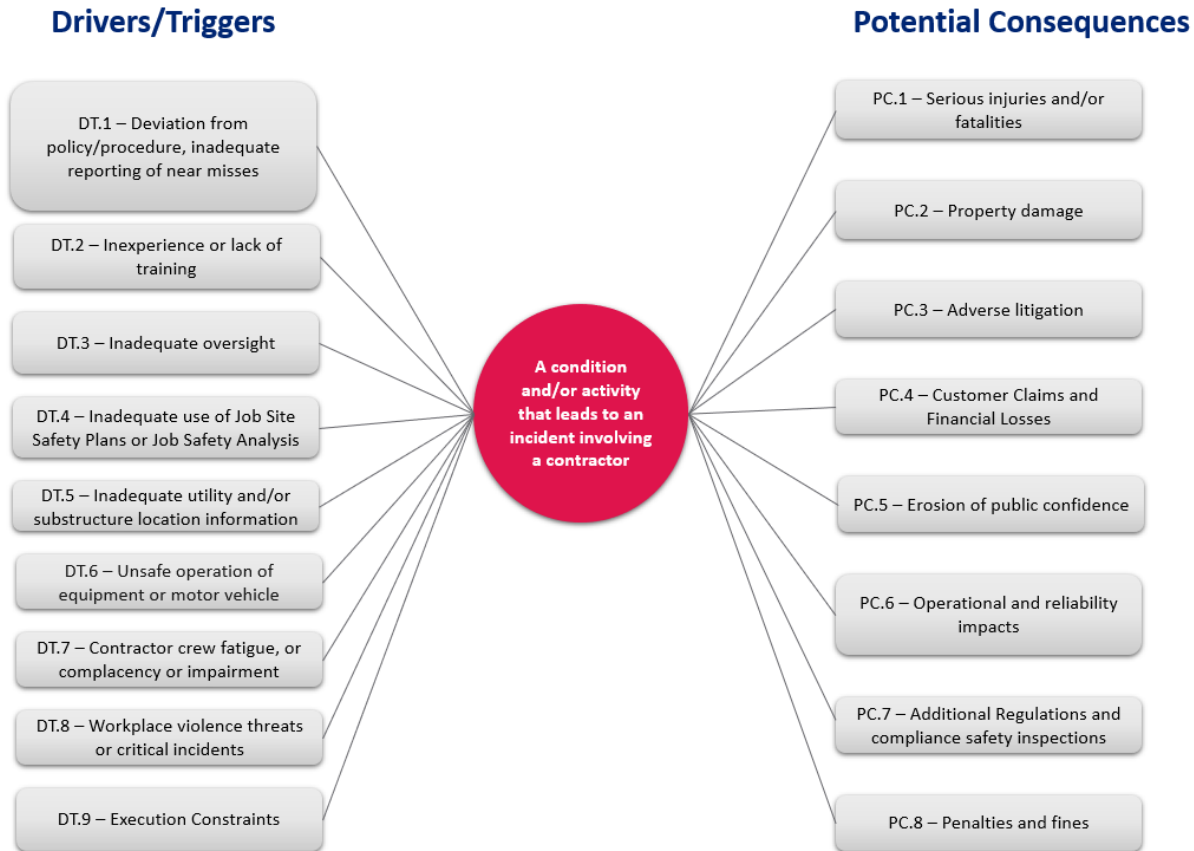 Drivers/Triggers
Potential Consequences
DT.1 – Deviation from
policy/procedure, inadequate
reporting of near misses
DT.2 – Inexperience or lack of
training
DT.3 – Inadequate oversight
DT.4 – Inadequate use of Job Site
Safety Plans or Job Safety Analysis
DT.5 – Inadequate utility and/or
substructure location information
DT.6 – Unsafe operation of
equipment or motor vehicle
DT.7 – Contractor crew fatigue, or
complacency or impairment
DT.8 – Workplace violence threats
or critical incidents
DT.9 – Execution Constraints
A condition
and/or activity
that leads to an
incident involving
a contractor
PC.1 – Serious injuries and/or
fatalities
PC.2 – Property damage
PC.3 – Adverse litigation
PC.4 – Customer Claims and
Financial Losses
PC.5 – Erosion of public confidence
PC.6 – Operational and reliability
impacts
PC.7 – Additional Regulations and
compliance safety inspections
PC.8 – Penalties and fines